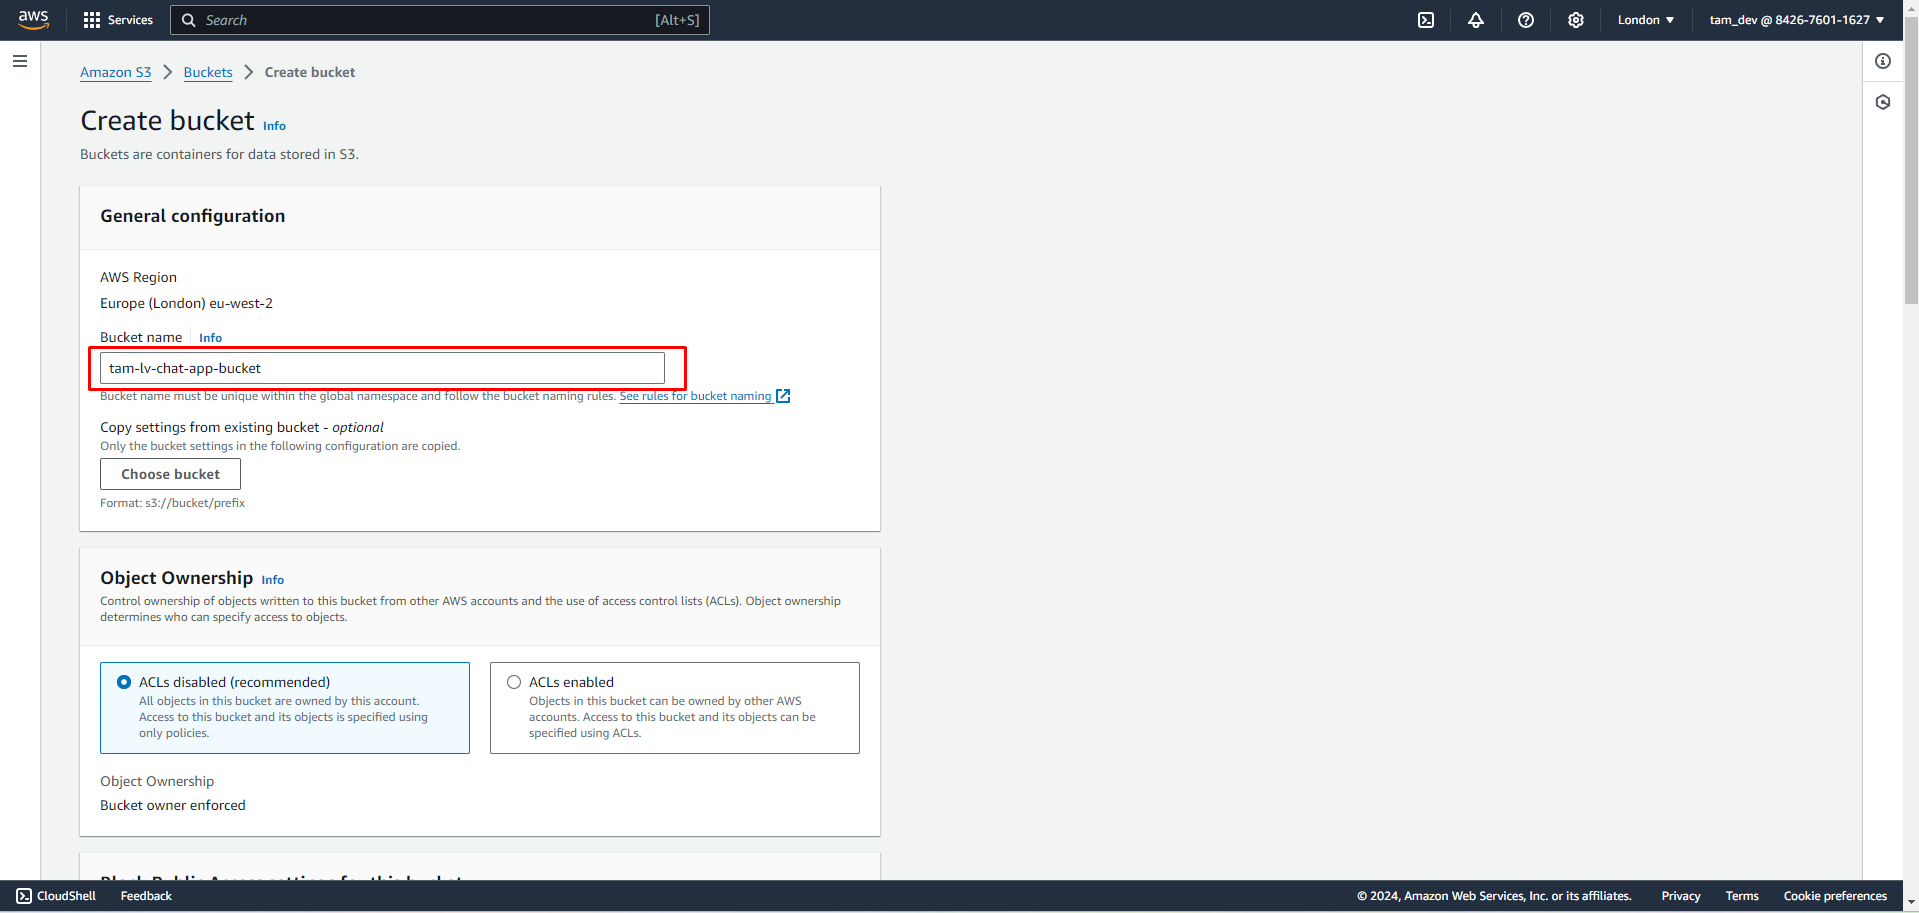 aws Services Search [Alt+S] London ▼ tam_dev @ 8426-7601-1627 ▼
Amazon S3 > Buckets > Create bucket
Create bucket Info
Buckets are containers for data stored in S3.
General configuration
AWS Region
Europe (London) eu-west-2
Bucket name Info
tam-lv-chat-app-bucket
Bucket name must be unique within the global namespace and follow the bucket naming rules. See rules for bucket naming
Copy settings from existing bucket - optional
Only the bucket settings in the following configuration are copied.
Choose bucket
Format: s3://bucket/prefix
Object Ownership Info
Control ownership of objects written to this bucket from other AWS accounts and the use of access control lists (ACLs). Object ownership
determines who can specify access to objects.
ACLs disabled (recommended)
All objects in this bucket are owned by this account.
Access to this bucket and its objects is specified using
only policies.
ACLs enabled
Objects in this bucket can be owned by other AWS
accounts. Access to this bucket and its objects can be
specified using ACLs.
Object Ownership
Bucket owner enforced
Block Public Access settings for this bucket
CloudShell Feedback © 2024, Amazon Web Services, Inc. or its affiliates. Privacy Terms Cookie preferences